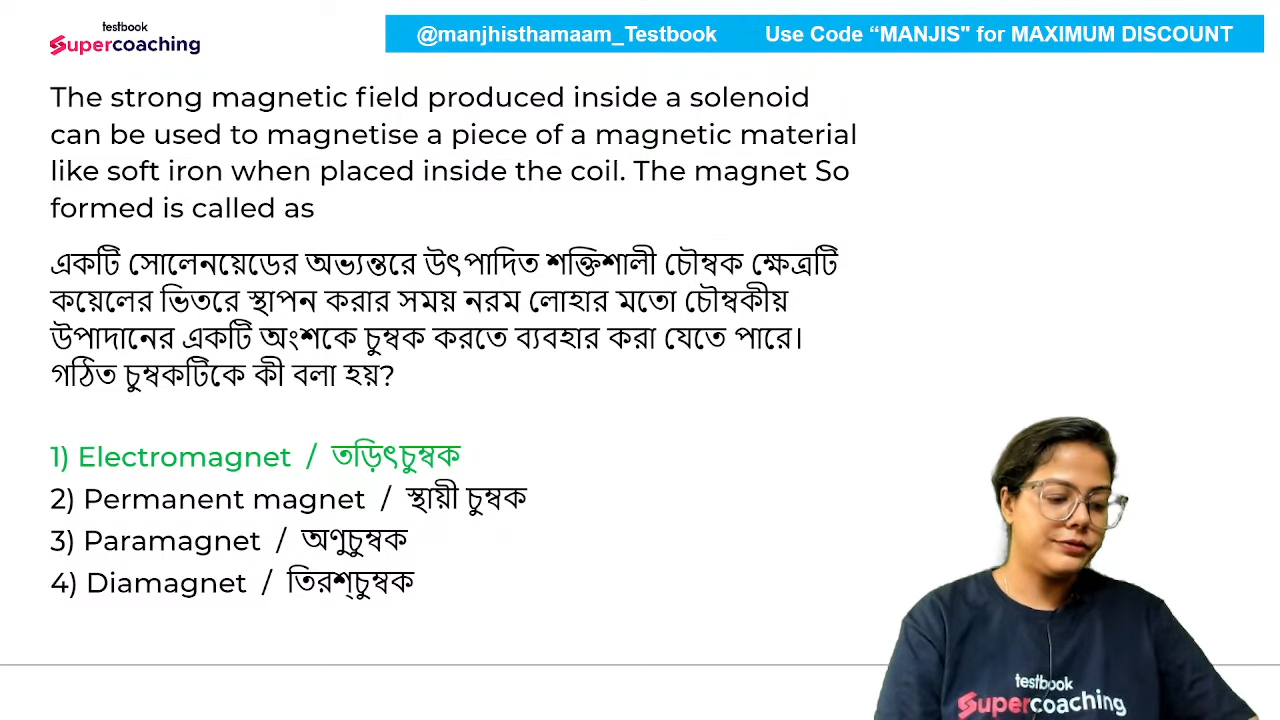 testbook
Supercoaching
@manjhisthamaam_Testbook Use Code “MANJIS" for MAXIMUM DISCOUNT
The strong magnetic field produced inside a solenoid
can be used to magnetise a piece of a magnetic material
like soft iron when placed inside the coil. The magnet So
formed is called as
একটি সোলেনয়েডের অভ্যন্তরে উৎপাদিত শক্তিশালী চৌম্বক ক্ষেত্রটি
কয়েলের ভিতরে স্থাপন করার সময় নরম লোহার মতো চৌম্বকীয়
উপাদানের একটি অংশকে চুম্বক করতে ব্যবহার করা যেতে পারে।
গঠিত চুম্বকটিকে কী বলা হয়?
1) Electromagnet / তড়িৎচুম্বক
2) Permanent magnet / স্থায়ী চুম্বক
3) Paramagnet / অণুচুম্বক
4) Diamagnet / তিরশ্চুম্বক
testbook
Supercoaching